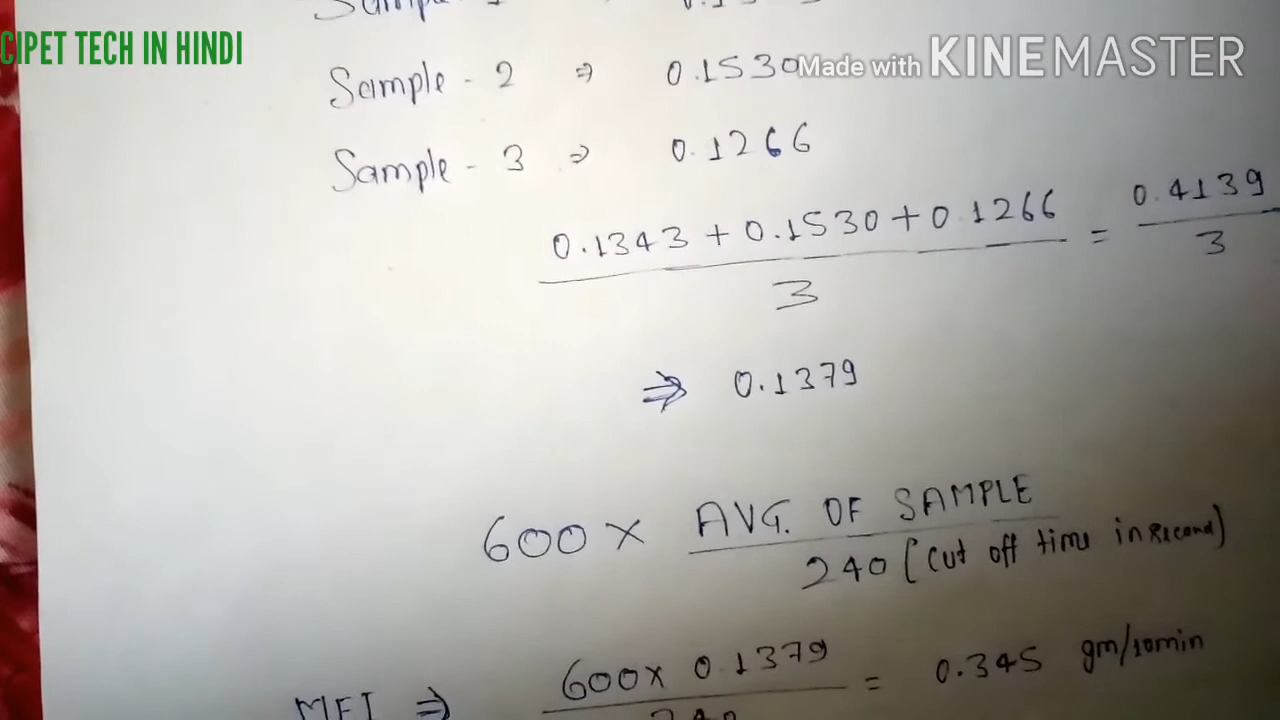 CIPET TECH IN HINDI
Made with KINEMASTER
Sample - 2 ⇒ 0.1530
Sample - 3 ⇒ 0.1266
0.1343 + 0.1530 + 0.1266 = 0.4139
3 3
⇒ 0.1379
600 × AVG. OF SAMPLE
240 (cut off time in second)
MFI ⇒ 600 × 0.1379 = 0.345 gm/10min
240